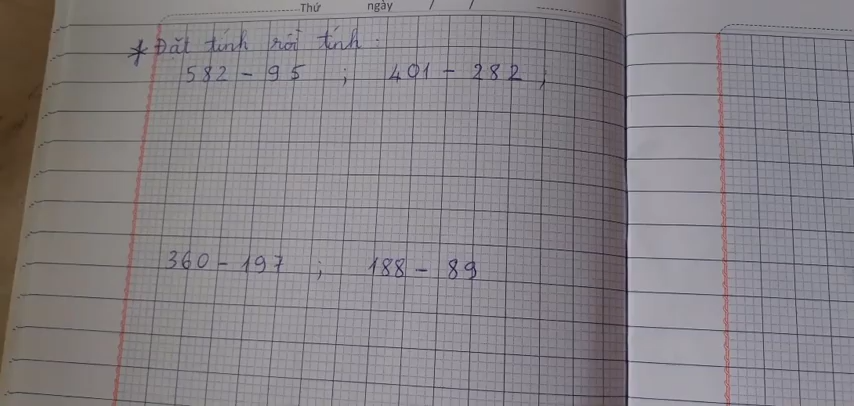 Thứ ngày / /
* Đặt tính rồi tính.
582 - 95 ; 401 - 282 ;
360 - 197 ; 188 - 89